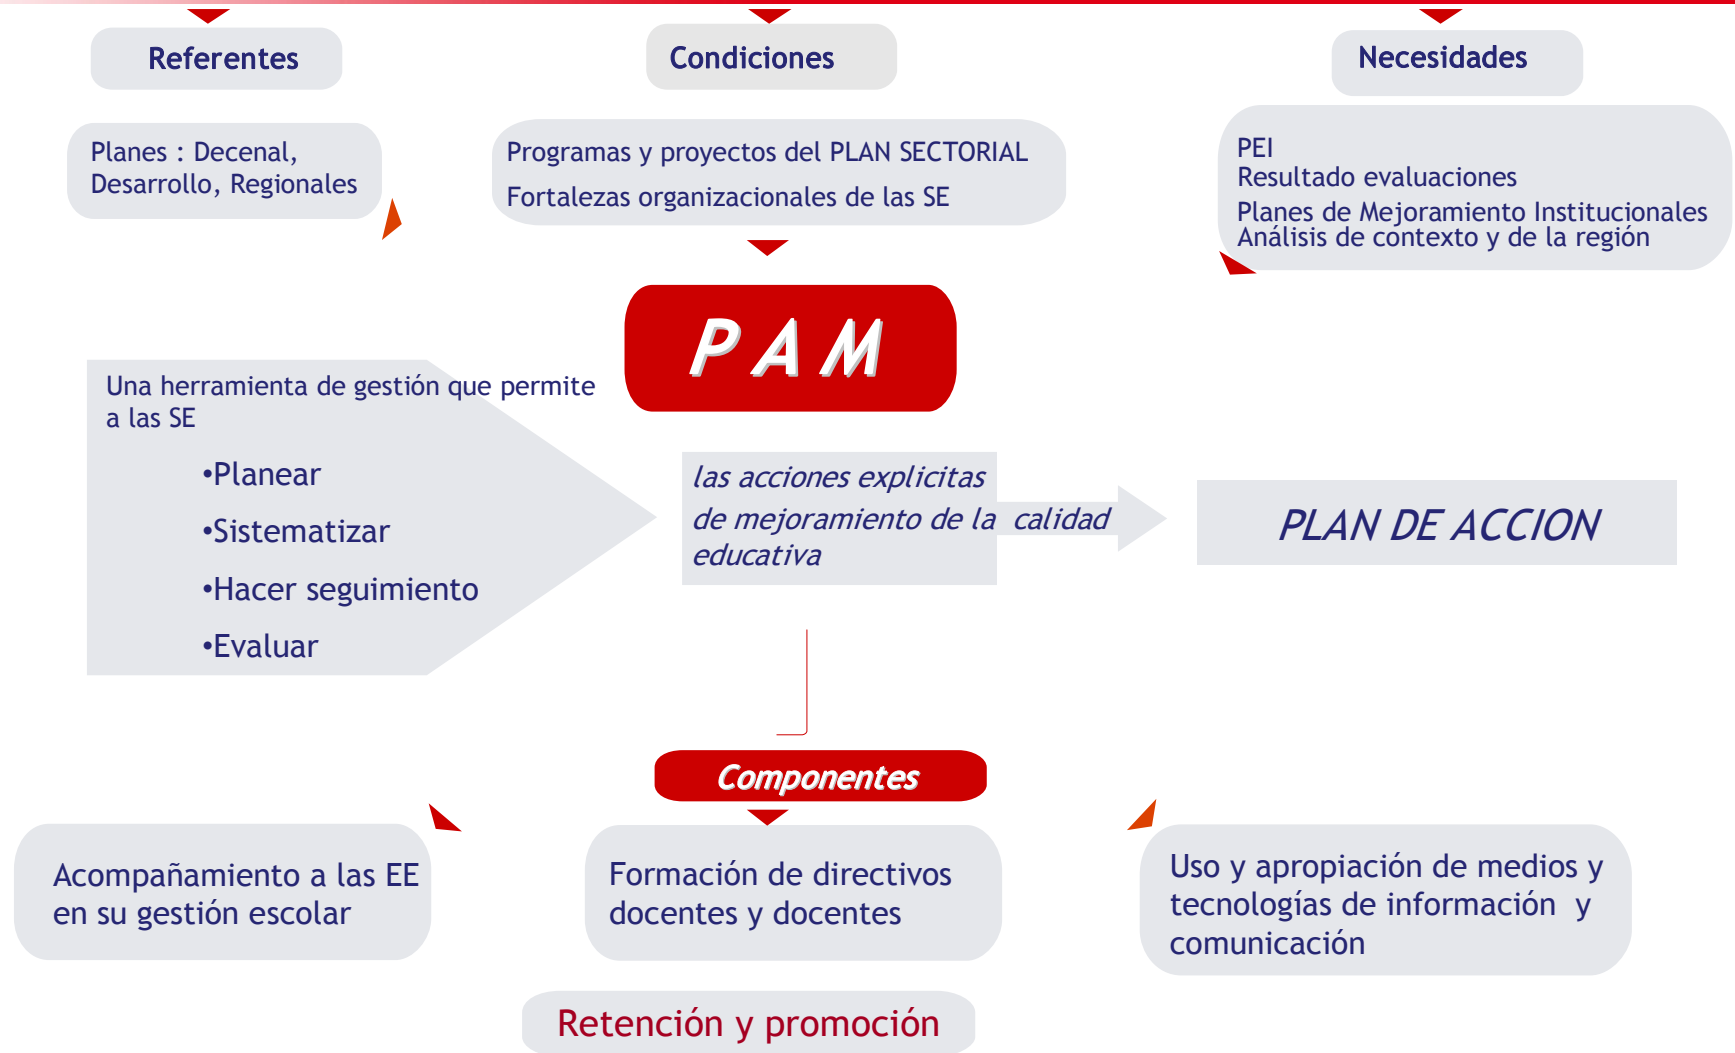 Referentes
Condiciones
Necesidades
Planes : Decenal,
Desarrollo, Regionales
Programas y proyectos del PLAN SECTORIAL
Fortalezas organizacionales de las SE
PEI
Resultado evaluaciones
Planes de Mejoramiento Institucionales
Análisis de contexto y de la región
P A M
Una herramienta de gestión que permite
a las SE
•Planear
•Sistematizar
•Hacer seguimiento
•Evaluar
las acciones explicitas
de mejoramiento de la calidad
educativa
PLAN DE ACCION
Componentes
Acompañamiento a las EE
en su gestión escolar
Formación de directivos
docentes y docentes
Uso y apropiación de medios y
tecnologías de información y
comunicación
Retención y promoción